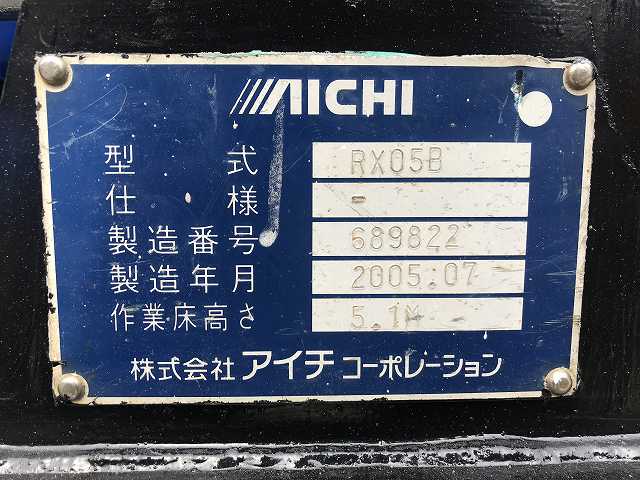 AICHI
型式 RX05B
仕様 -
製造番号 689822
製造年月 2005.07
作業床高さ 5.1M
株式会社アイチコーポレーション